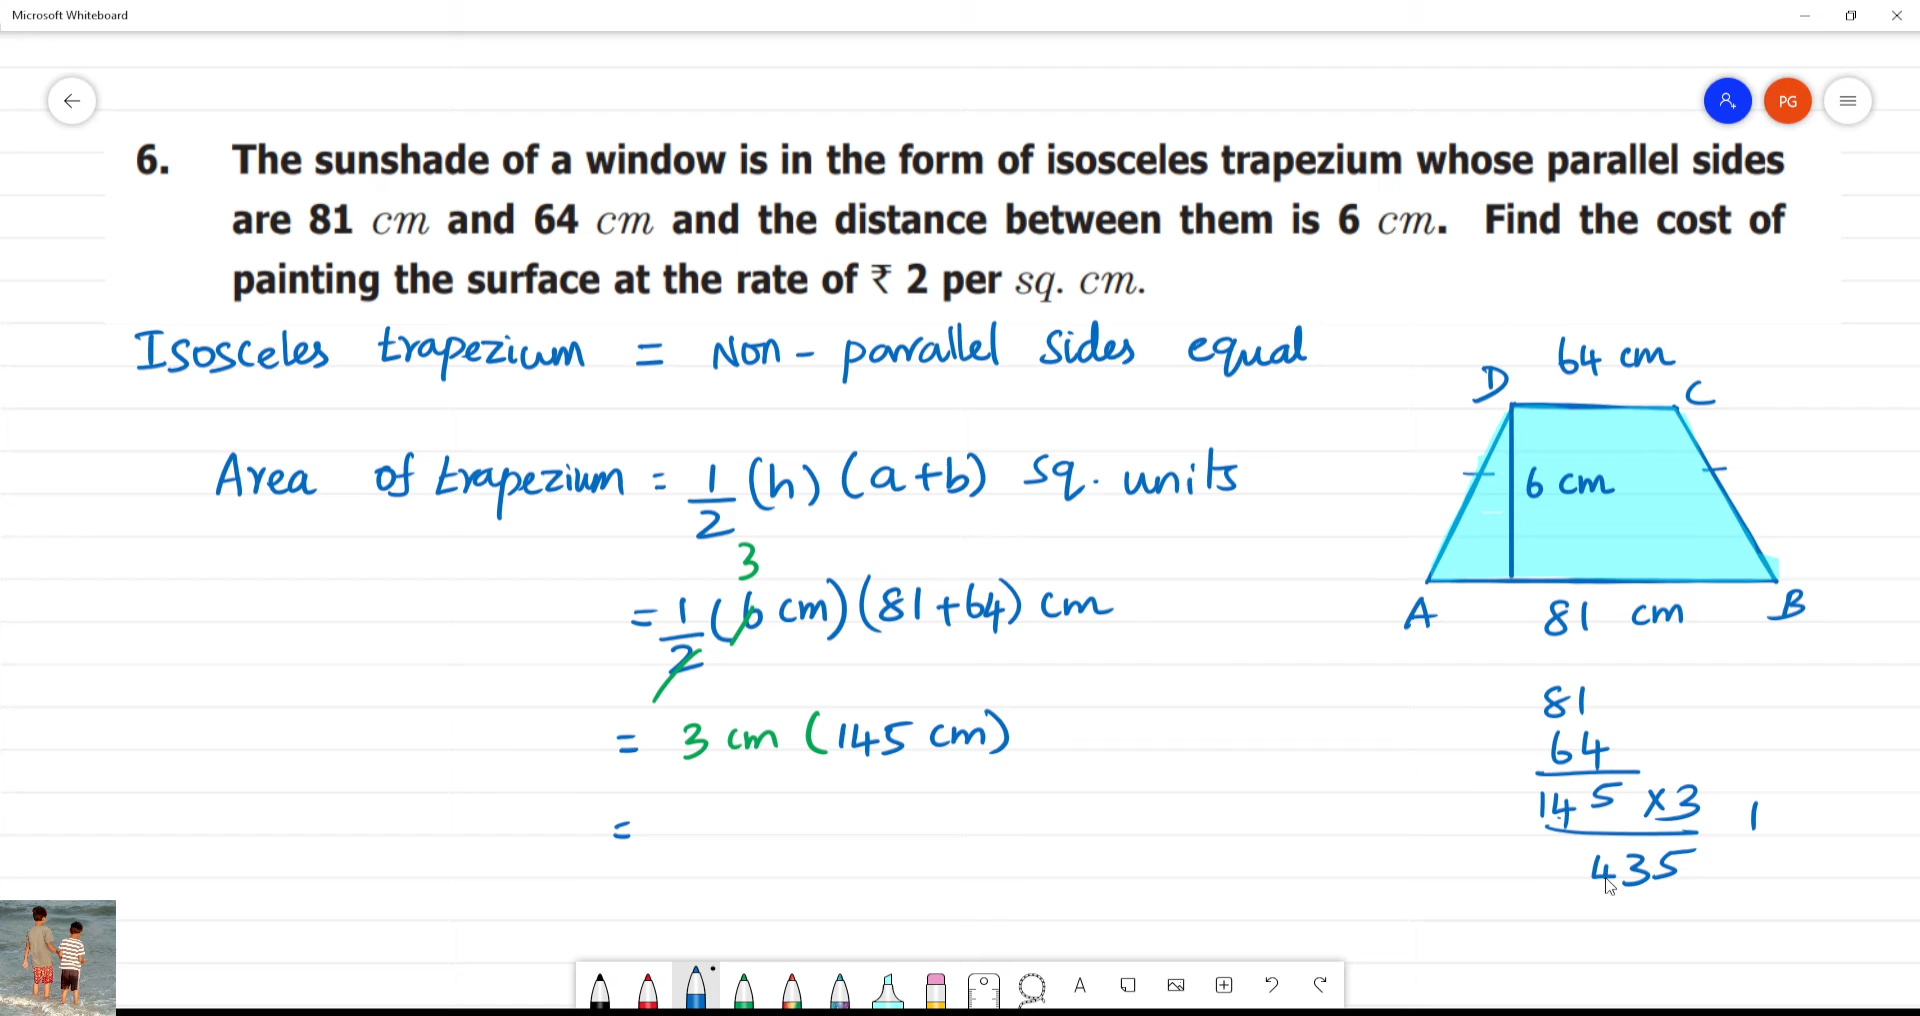 Microsoft Whiteboard
PG
6. The sunshade of a window is in the form of isosceles trapezium whose parallel sides
are 81 cm and 64 cm and the distance between them is 6 cm. Find the cost of
painting the surface at the rate of ₹ 2 per sq. cm.
Isosceles trapezium = Non - parallel sides equal
64 cm
D C
Area of trapezium = 1/2 (h) (a+b) sq. units
6 cm
3
= 1/2 (6 cm) (81+64) cm
A 81 cm B
= 3 cm (145 cm)
81
64
145 x3 1
=
435
A